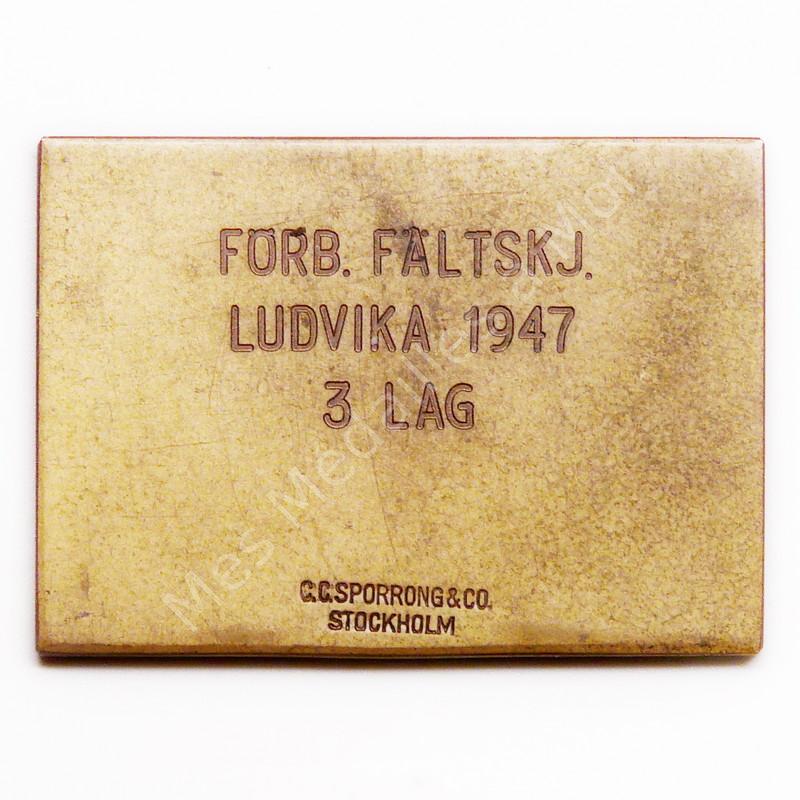 FÖRB. FÄLTSKJ.
LUDVIKA 1947
3 LAG
C.C.SPORRONG&CO.
STOCKHOLM